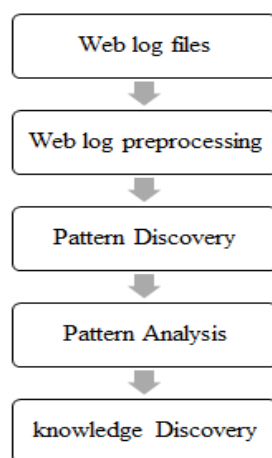 Web log files
Web log preprocessing
Pattern Discovery
Pattern Analysis
knowledge Discovery